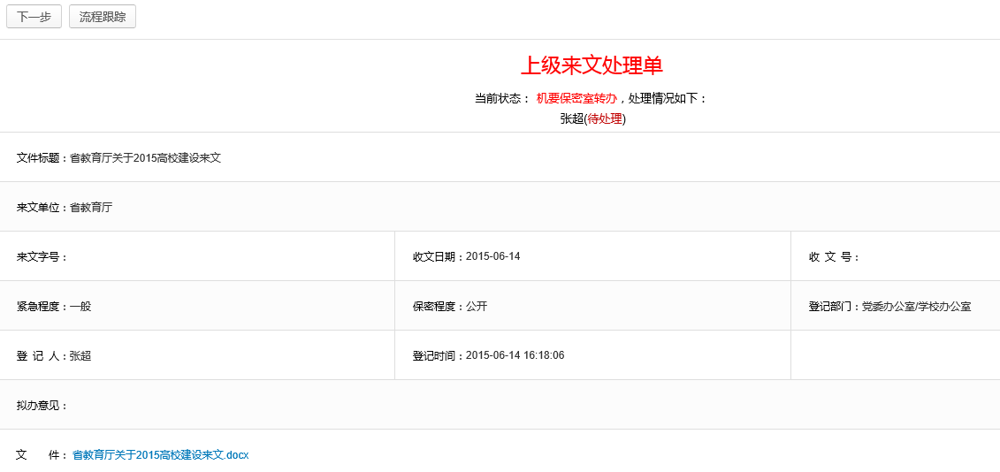 下一步 流程跟踪
上级来文处理单
当前状态： 机要保密室转办，处理情况如下：
张超(待处理)
文件标题：省教育厅关于2015高校建设来文
来文单位：省教育厅
来文字号： 收文日期：2015-06-14 收 文 号：
紧急程度：一般 保密程度：公开 登记部门：党委办公室/学校办公室
登 记 人：张超 登记时间：2015-06-14 16:18:06
拟办意见：
文 件： 省教育厅关于2015高校建设来文.docx